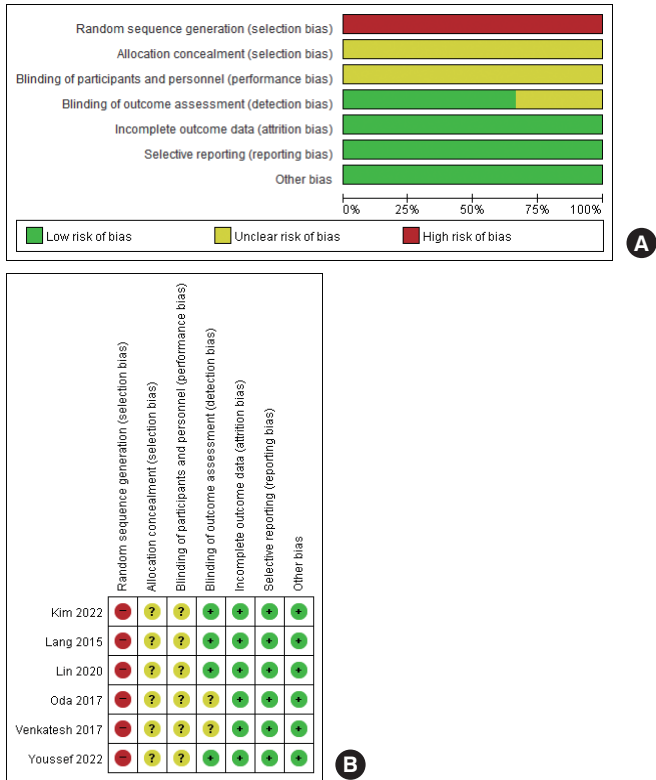 Random sequence generation (selection bias)
Allocation concealment (selection bias)
Blinding of participants and personnel (performance bias)
Blinding of outcome assessment (detection bias)
Incomplete outcome data (attrition bias)
Selective reporting (reporting bias)
Other bias
0% 25% 50% 75% 100%
Low risk of bias Unclear risk of bias High risk of bias
A
Random sequence generation (selection bias)
Allocation concealment (selection bias)
Blinding of participants and personnel (performance bias)
Blinding of outcome assessment (detection bias)
Incomplete outcome data (attrition bias)
Selective reporting (reporting bias)
Other bias
Kim 2022 − ? ? + + + +
Lang 2015 − ? ? + + + +
Lin 2020 − ? ? + + + +
Oda 2017 − ? ? ? + + +
Venkatesh 2017 − ? ? ? + + +
Youssef 2022 − ? ? + + + +
B